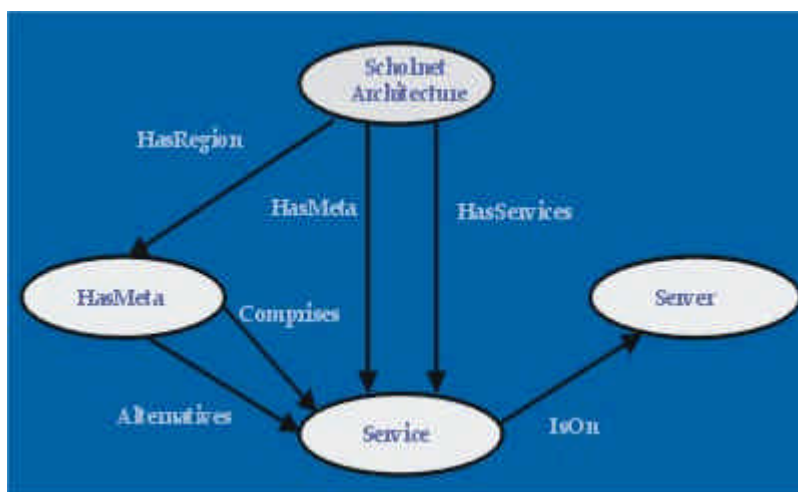 Scholnet
Architecture
HasRegion
HasMeta
HasServices
HasMeta
Server
Comprises
Alternatives
Service
IsOn